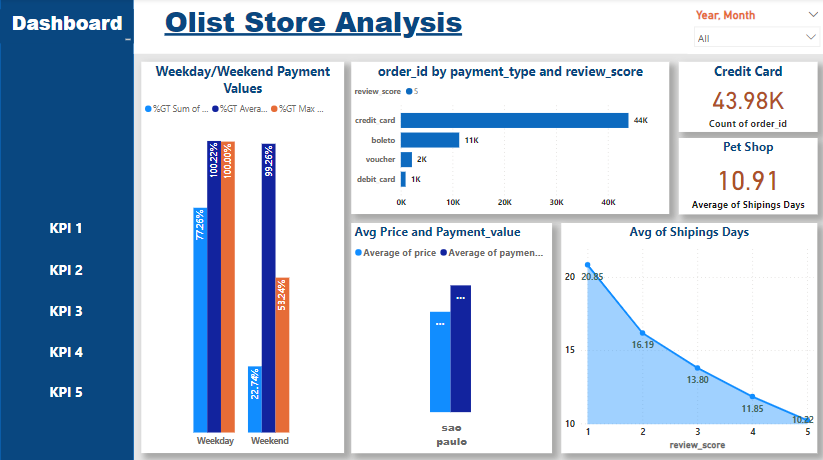 Dashboard
Olist Store Analysis
Year, Month
All
KPI 1
KPI 2
KPI 3
KPI 4
KPI 5
Weekday/Weekend Payment
Values
%GT Sum of ... %GT Avera... %GT Max ...
77.26%
100.22%
100.00%
22.74%
99.26%
53.24%
Weekday Weekend
order_id by payment_type and review_score
review_score 5
credit_card 44K
boleto 11K
voucher 2K
debit_card 1K
0K 10K 20K 30K 40K
Credit Card
43.98K
Count of order_id
Pet Shop
10.91
Average of Shipings Days
Avg Price and Payment_value
Average of price Average of paymen...
... ...
sao
paulo
Avg of Shipings Days
20
15
10
20.85
16.19
13.80
11.85
1 2 3 4 5
review_score